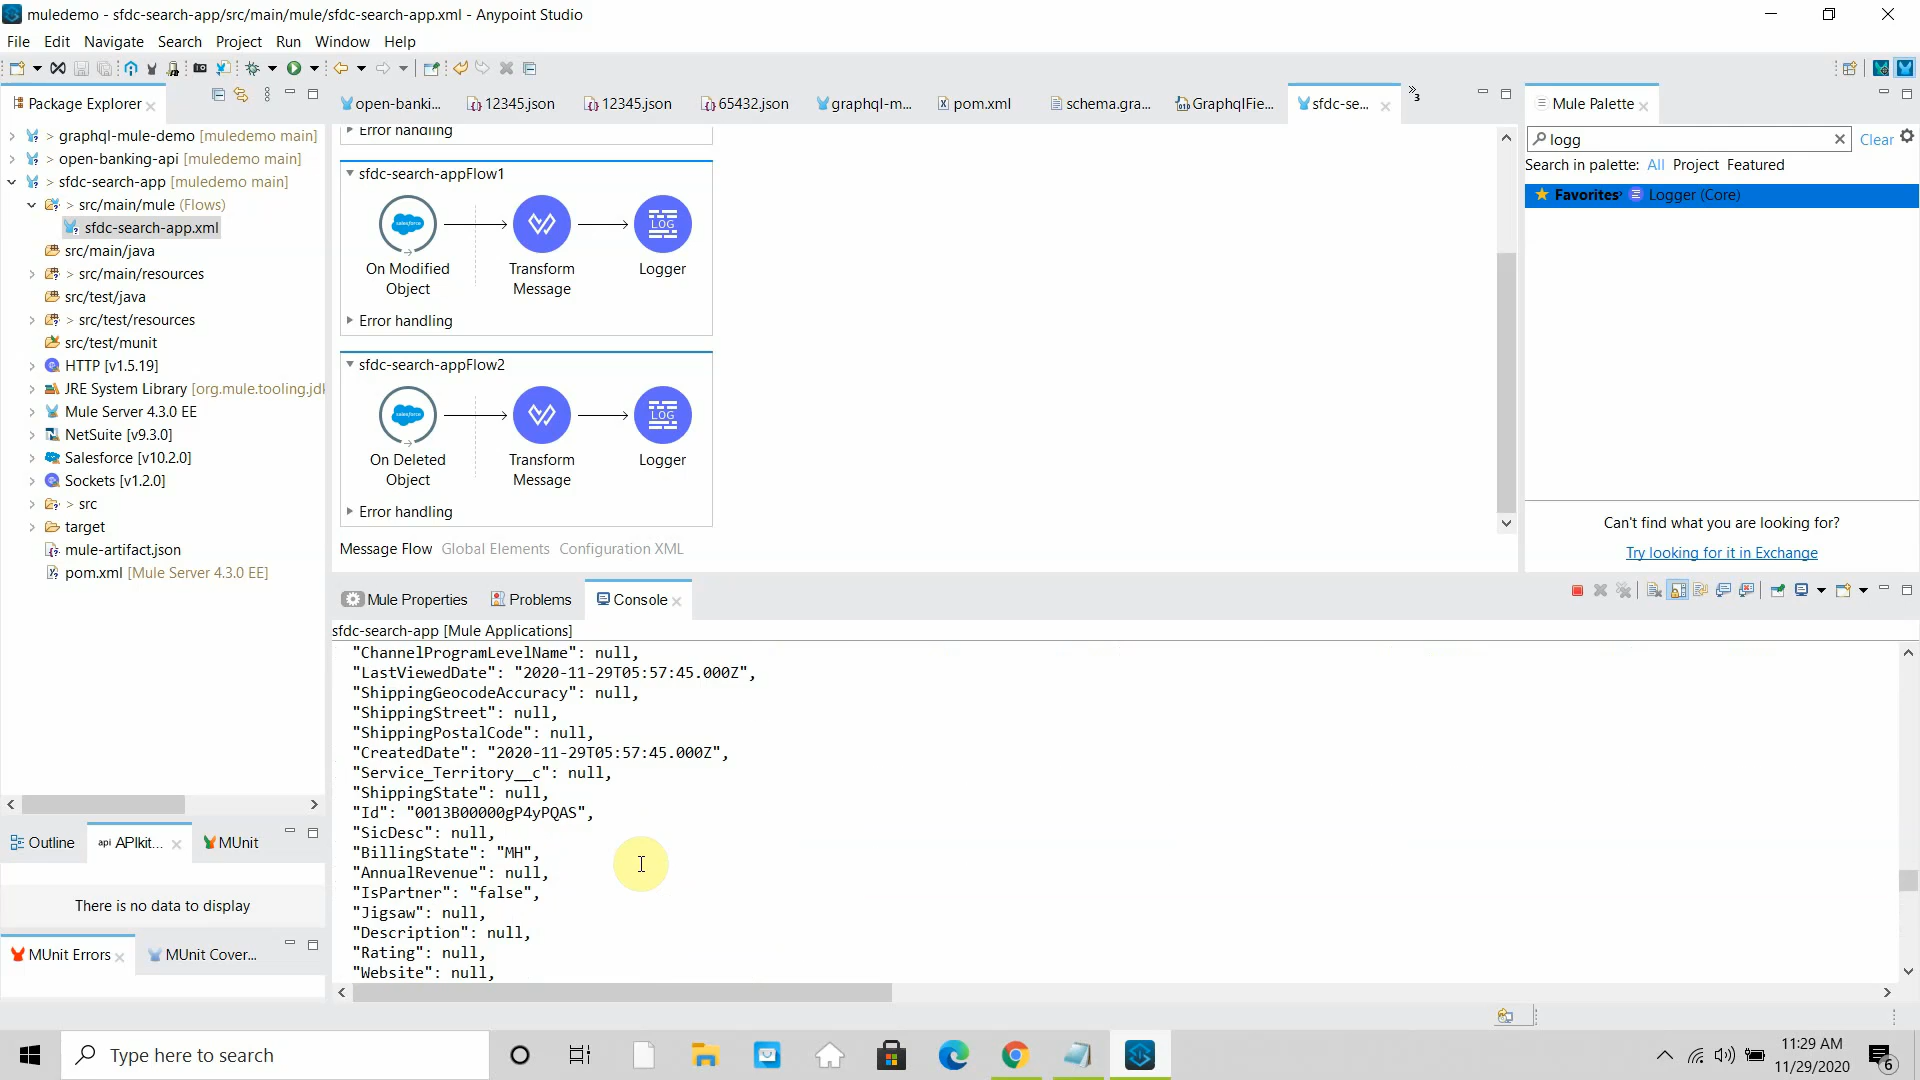 muledemo - sfdc-search-app/src/main/mule/sfdc-search-app.xml - Anypoint Studio
File Edit Navigate Search Project Run Window Help
Package Explorer
open-banki...
12345.json
12345.json
65432.json
graphql-m...
pom.xml
schema.gra...
GraphqlFie...
sfdc-se...
3
Mule Palette
> graphql-mule-demo [muledemo main]
> open-banking-api [muledemo main]
> sfdc-search-app [muledemo main]
> src/main/mule (Flows)
sfdc-search-app.xml
src/main/java
> src/main/resources
src/test/java
> src/test/resources
src/test/munit
HTTP [v1.5.19]
JRE System Library [org.mule.tooling.jdk
Mule Server 4.3.0 EE
NetSuite [v9.3.0]
Salesforce [v10.2.0]
Sockets [v1.2.0]
> src
target
mule-artifact.json
pom.xml [Mule Server 4.3.0 EE]
Error handling
sfdc-search-appFlow1
salesforce
LOG
On Modified Object
Transform Message
Logger
Error handling
sfdc-search-appFlow2
salesforce
LOG
On Deleted Object
Transform Message
Logger
Error handling
Message Flow Global Elements Configuration XML
logg
Clear
Search in palette: All Project Featured
Favorites Logger (Core)
Can't find what you are looking for?
Try looking for it in Exchange
Mule Properties
Problems
Console
sfdc-search-app [Mule Applications]
"ChannelProgramLevelName": null,
"LastViewedDate": "2020-11-29T05:57:45.000Z",
"ShippingGeocodeAccuracy": null,
"ShippingStreet": null,
"ShippingPostalCode": null,
"CreatedDate": "2020-11-29T05:57:45.000Z",
"Service_Territory__c": null,
"ShippingState": null,
"Id": "0013B00000gP4yPQAS",
"SicDesc": null,
"BillingState": "MH",
"AnnualRevenue": null,
"IsPartner": "false",
"Jigsaw": null,
"Description": null,
"Rating": null,
"Website": null,
Outline
api APIkit...
MUnit
There is no data to display
MUnit Errors
MUnit Cover...
Type here to search
11:29 AM
11/29/2020
6